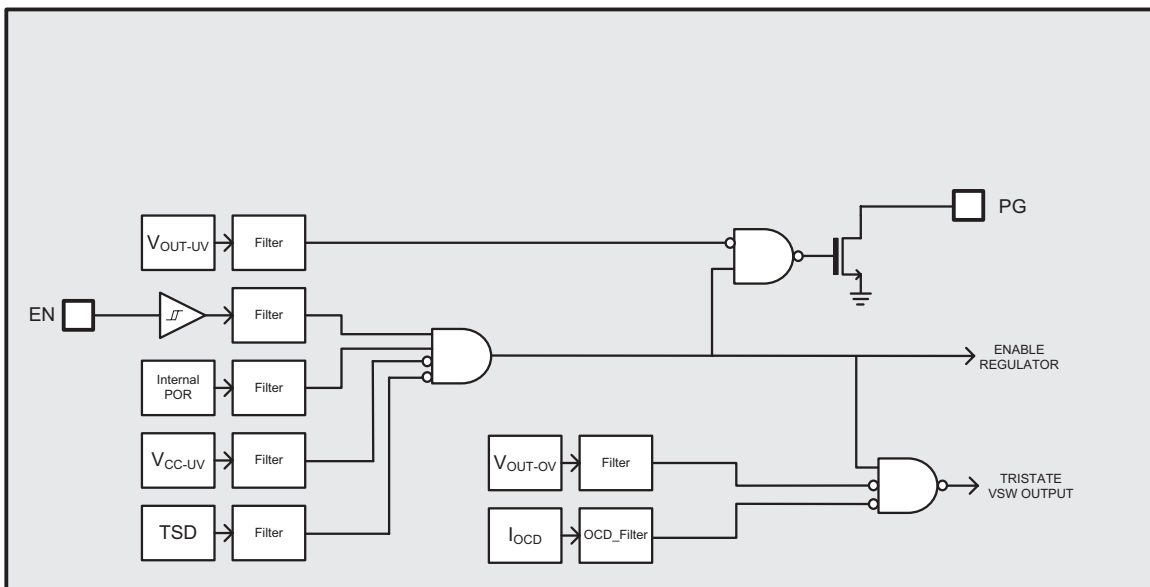 PG
VOUT-UV
Filter
EN
Filter
ENABLE
REGULATOR
Internal
POR
Filter
VCC-UV
Filter
VOUT-OV
Filter
TRISTATE
VSW OUTPUT
TSD
Filter
IOCD
OCD_Filter